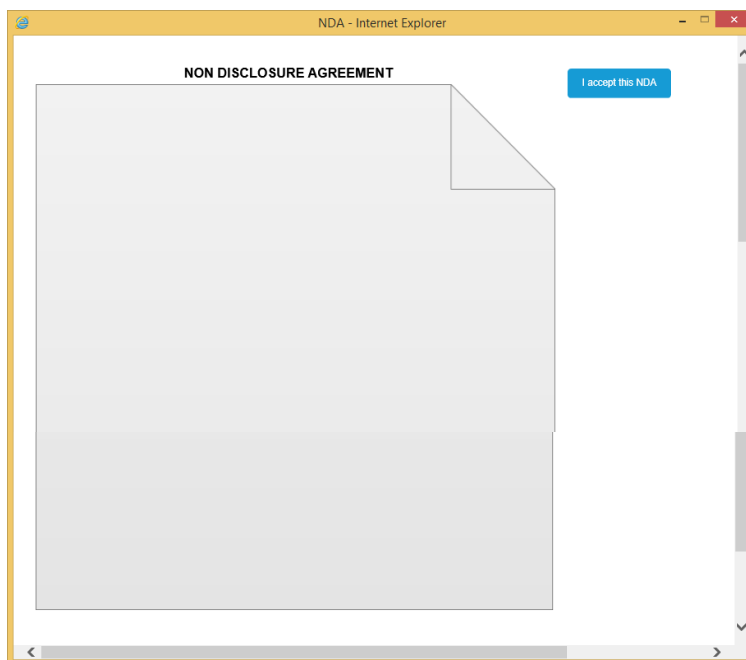 NDA - Internet Explorer
NON DISCLOSURE AGREEMENT
I accept this NDA